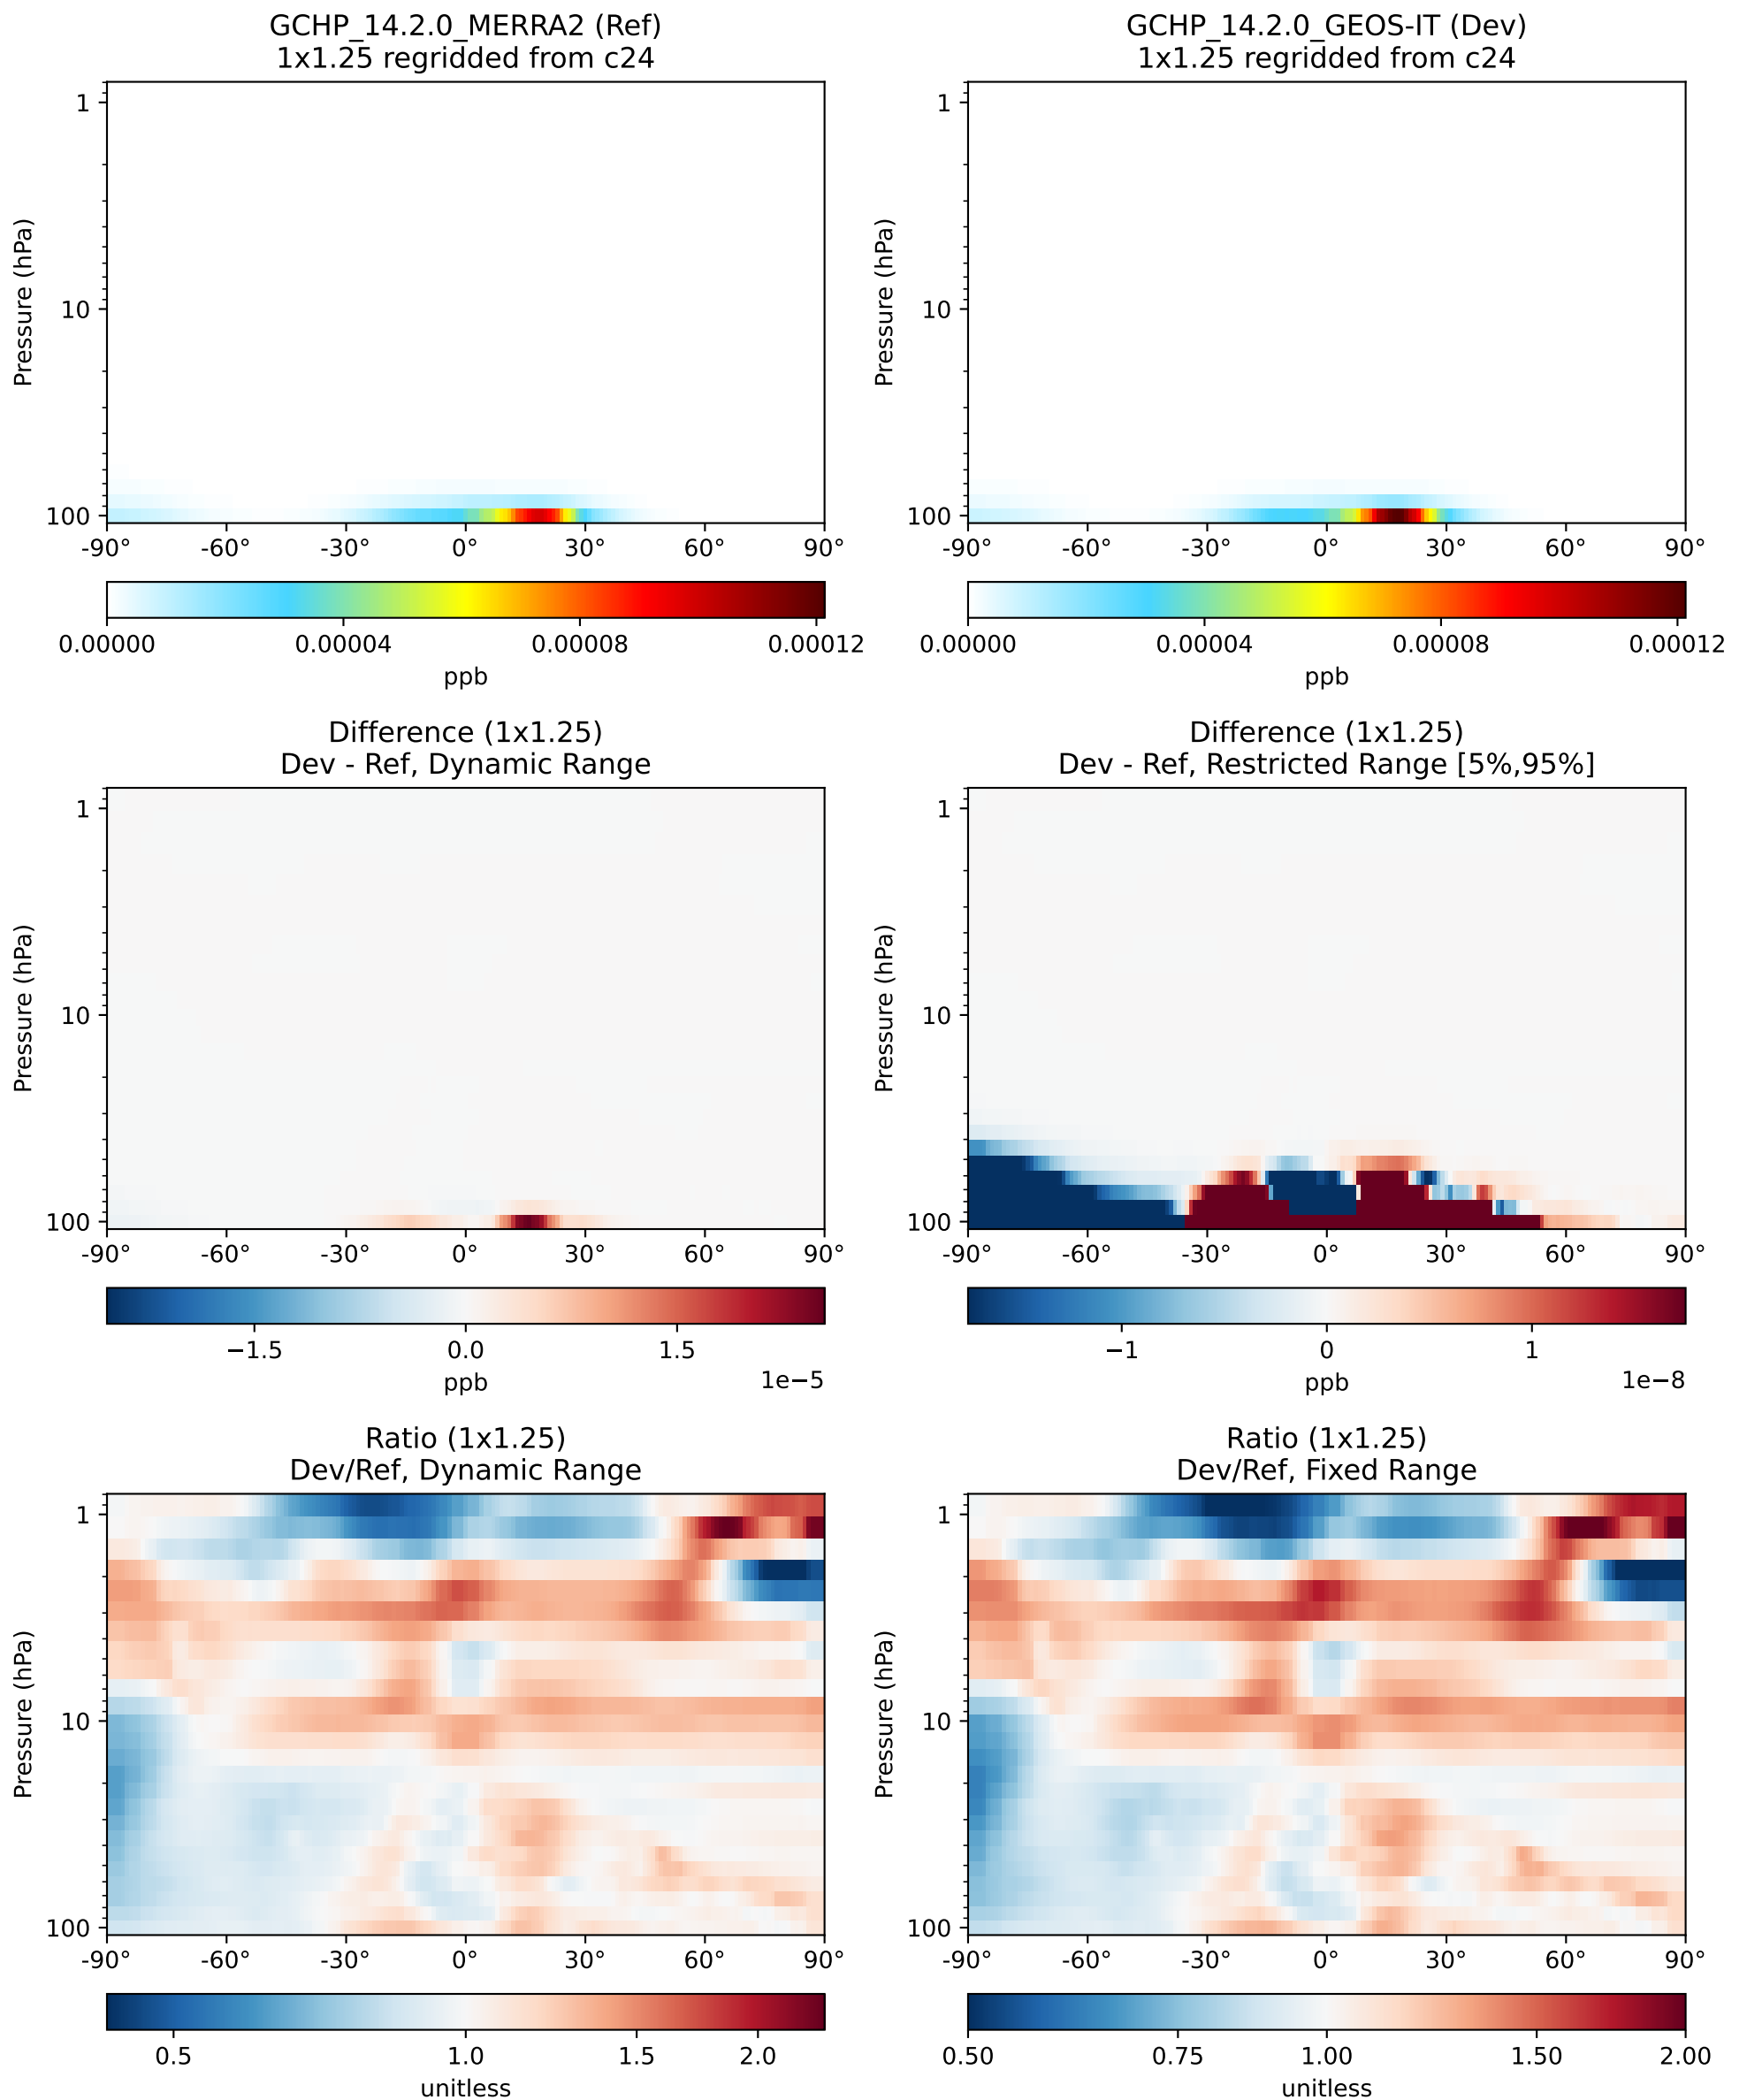 GCHP_14.2.0_MERRA2 (Ref)
1x1.25 regridded from c24
Pressure (hPa)
1
10
100
-90° -60° -30° 0° 30° 60° 90°
0.00000 0.00004 0.00008 0.00012
ppb
GCHP_14.2.0_GEOS-IT (Dev)
1x1.25 regridded from c24
Pressure (hPa)
1
10
100
-90° -60° -30° 0° 30° 60° 90°
0.00000 0.00004 0.00008 0.00012
ppb
Difference (1x1.25)
Dev - Ref, Dynamic Range
Pressure (hPa)
1
10
100
-90° -60° -30° 0° 30° 60° 90°
−1.5 0.0 1.5
ppb
1e−5
Difference (1x1.25)
Dev - Ref, Restricted Range [5%,95%]
Pressure (hPa)
1
10
100
-90° -60° -30° 0° 30° 60° 90°
−1 0 1
ppb
1e−8
Ratio (1x1.25)
Dev/Ref, Dynamic Range
Pressure (hPa)
1
10
100
-90° -60° -30° 0° 30° 60° 90°
0.5 1.0 1.5 2.0
unitless
Ratio (1x1.25)
Dev/Ref, Fixed Range
Pressure (hPa)
1
10
100
-90° -60° -30° 0° 30° 60° 90°
0.50 0.75 1.00 1.50 2.00
unitless